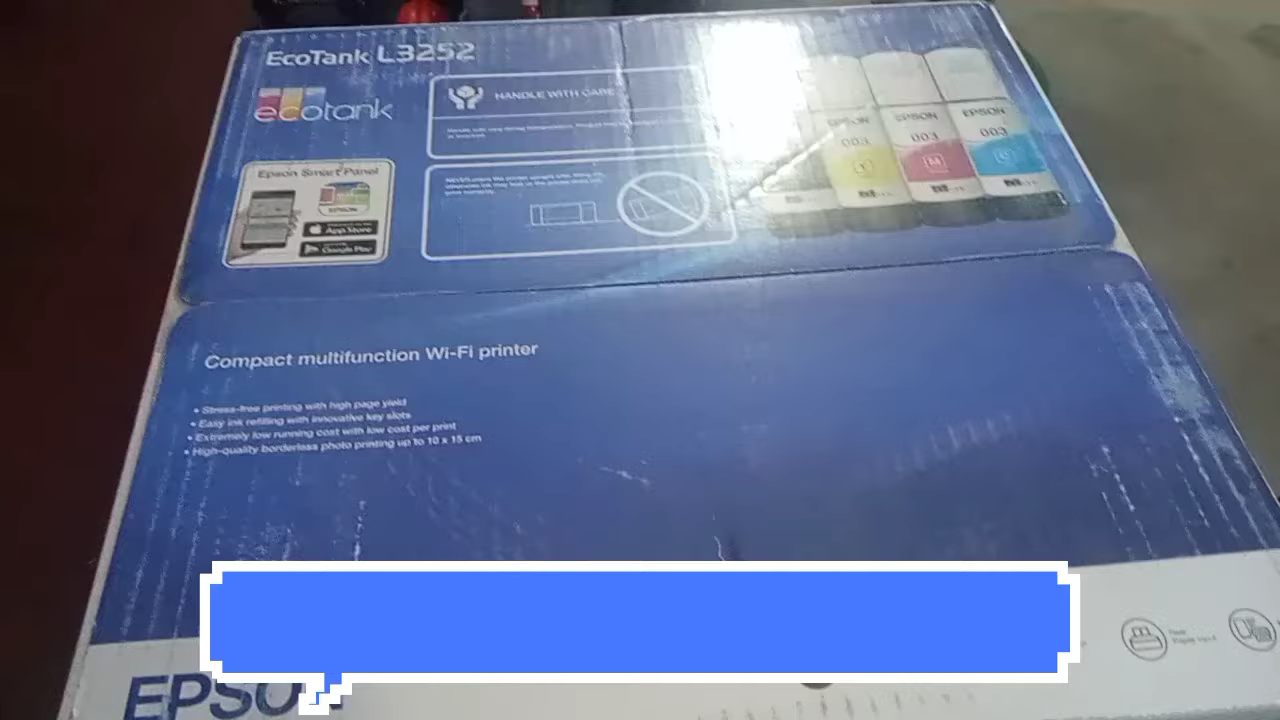 EcoTank L3252
ecotank
HANDLE WITH CARE
Epson Smart Panel
EPSON
App Store
Google Play
EPSON
003
Y
EPSON
003
M
EPSON
003
C
Compact multifunction Wi-Fi printer
• Stress-free printing with high page yield
• Easy ink refilling with innovative key slots
• Extremely low running cost with low cost per print
• High-quality borderless photo printing up to 10 x 15 cm
EPSO